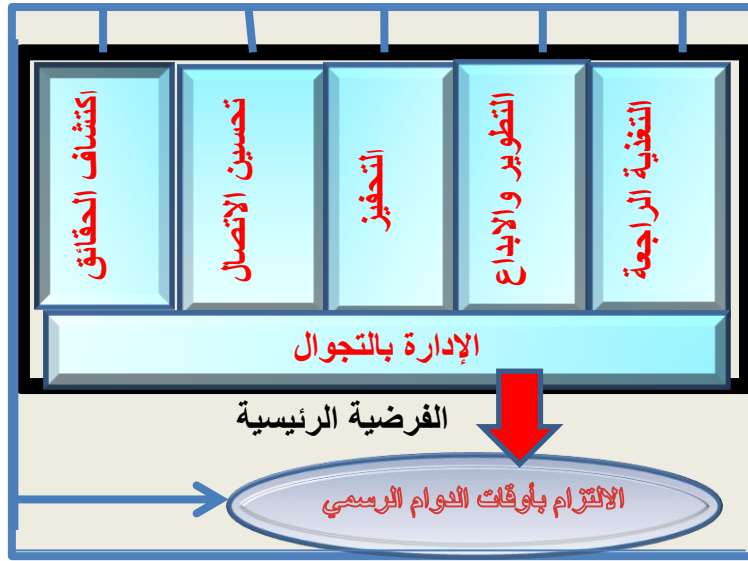 التغذية الراجعة
التطوير والابداع
التحفيز
تحسين الاتصال
اكتشاف الحقائق
الإدارة بالتجوال
الفرضية الرئيسية
الالتزام بأوقات الدوام الرسمي